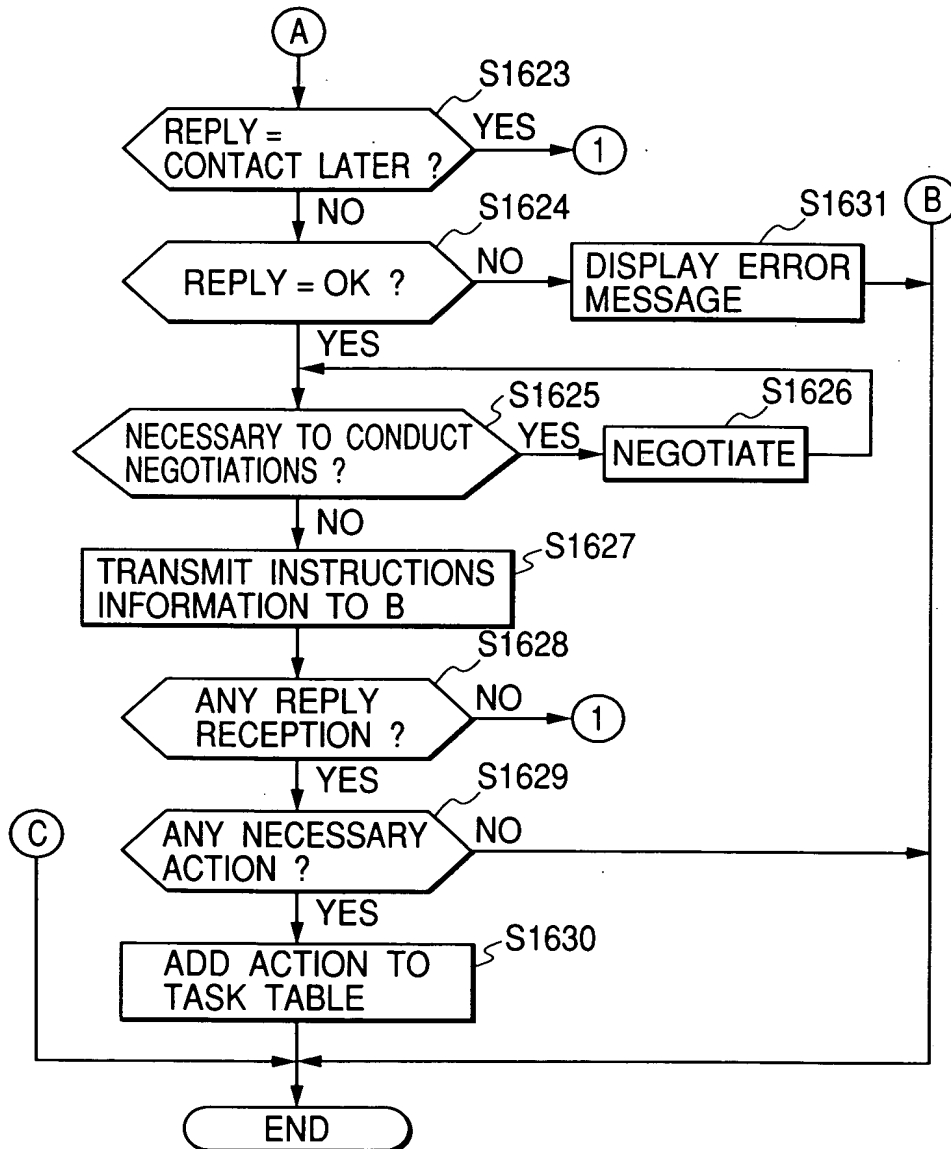 A
S1623
REPLY =
CONTACT LATER ?
YES
1
NO
S1624
REPLY = OK ?
NO
S1631
DISPLAY ERROR
MESSAGE
B
YES
S1625
NECESSARY TO CONDUCT
NEGOTIATIONS ?
YES
S1626
NEGOTIATE
NO
S1627
TRANSMIT INSTRUCTIONS
INFORMATION TO B
S1628
ANY REPLY
RECEPTION ?
NO
1
YES
S1629
C
ANY NECESSARY
ACTION ?
NO
YES
S1630
ADD ACTION TO
TASK TABLE
END